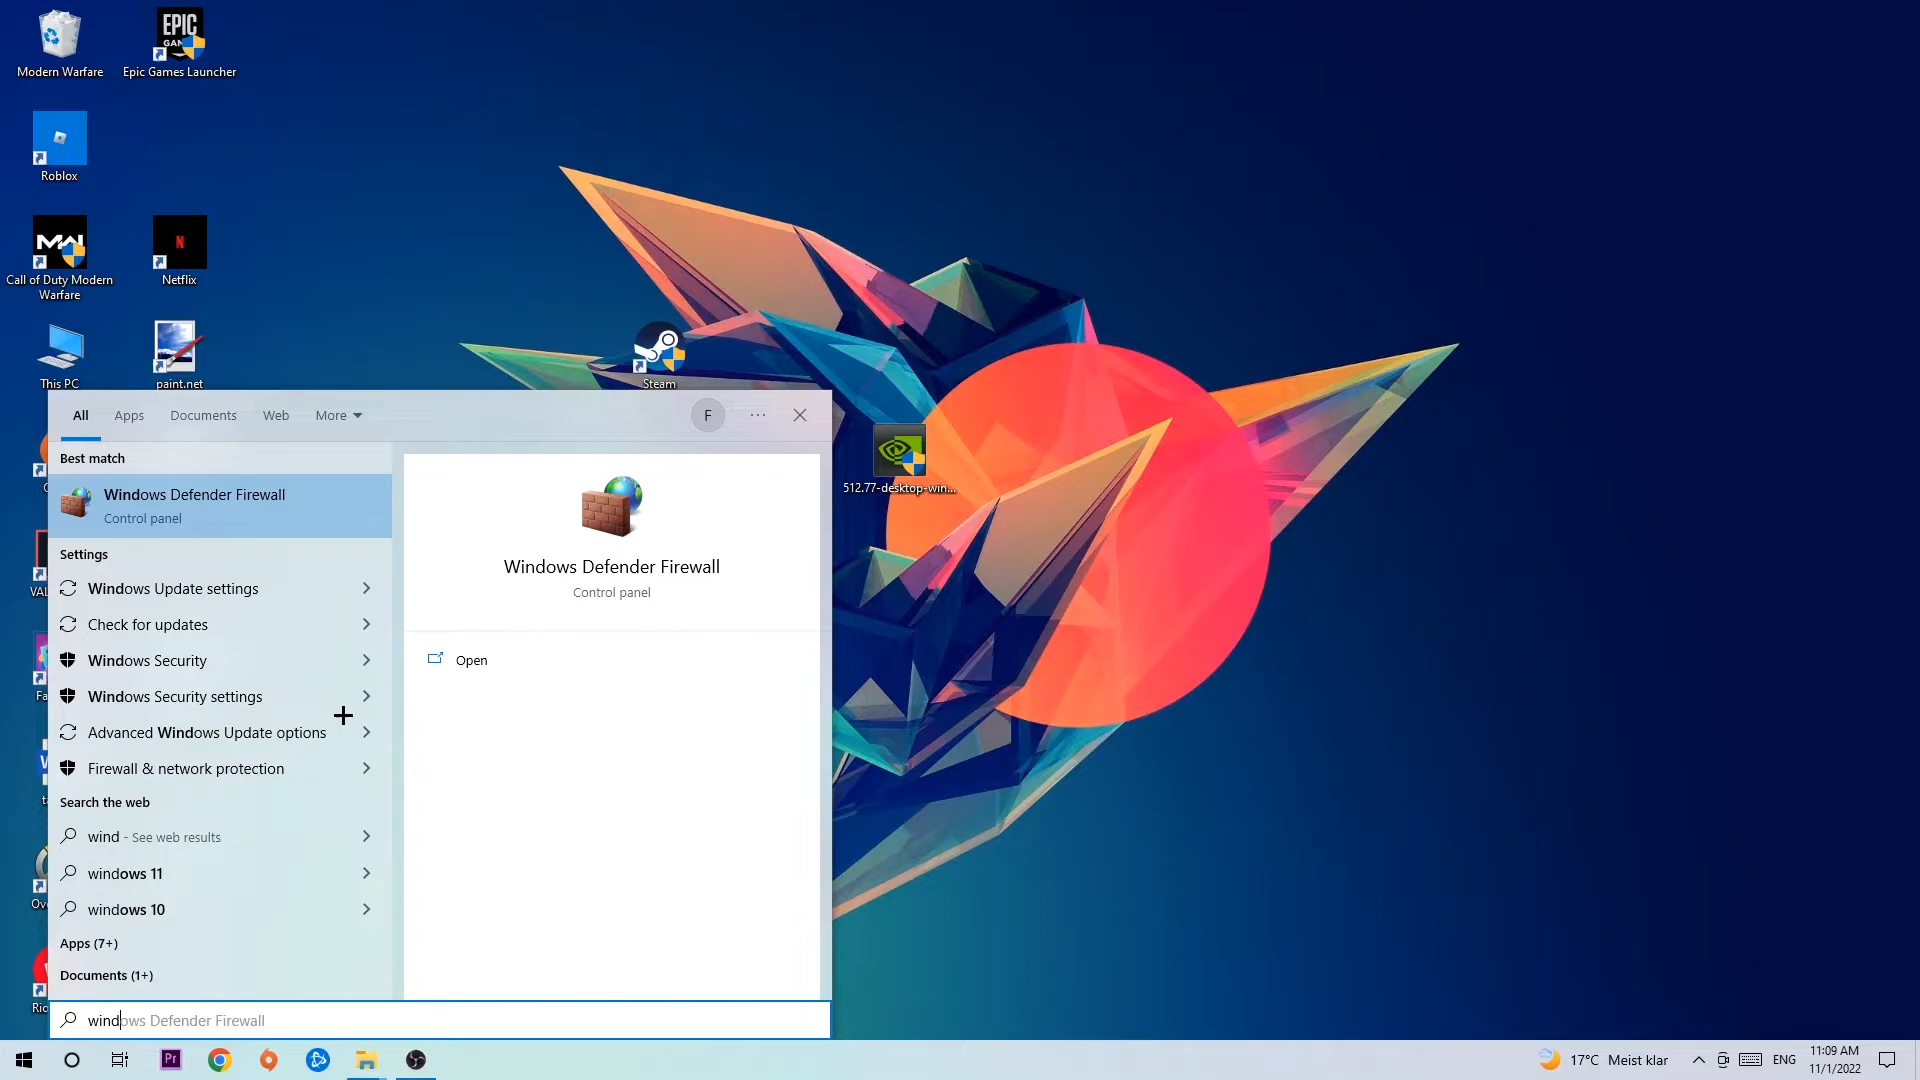 Modern Warfare
EPIC
GAMES
Epic Games Launcher
Roblox
MW
Call of Duty Modern
Warfare
N
Netflix
This PC
paint.net
Steam
512.77-desktop-win...
All
Apps
Documents
Web
More
F
Best match
Windows Defender Firewall
Control panel
Settings
Windows Update settings
Check for updates
Windows Security
Windows Security settings
Advanced Windows Update options
Firewall & network protection
Search the web
wind - See web results
windows 11
windows 10
Apps (7+)
Documents (1+)
windows Defender Firewall
Windows Defender Firewall
Control panel
Open
Pr
17°C Meist klar
ENG
11:09 AM
11/1/2022